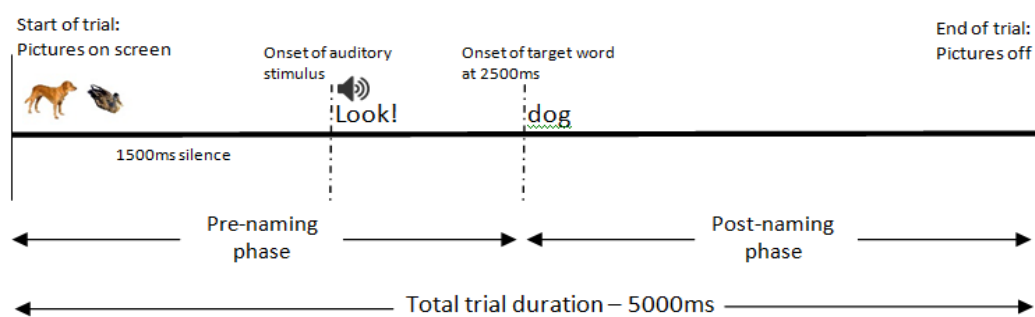 Start of trial:
Pictures on screen
End of trial:
Pictures off
Onset of auditory
stimulus
Onset of target word
at 2500ms
Look!
dog
1500ms silence
Pre-naming
phase
Post-naming
phase
Total trial duration – 5000ms